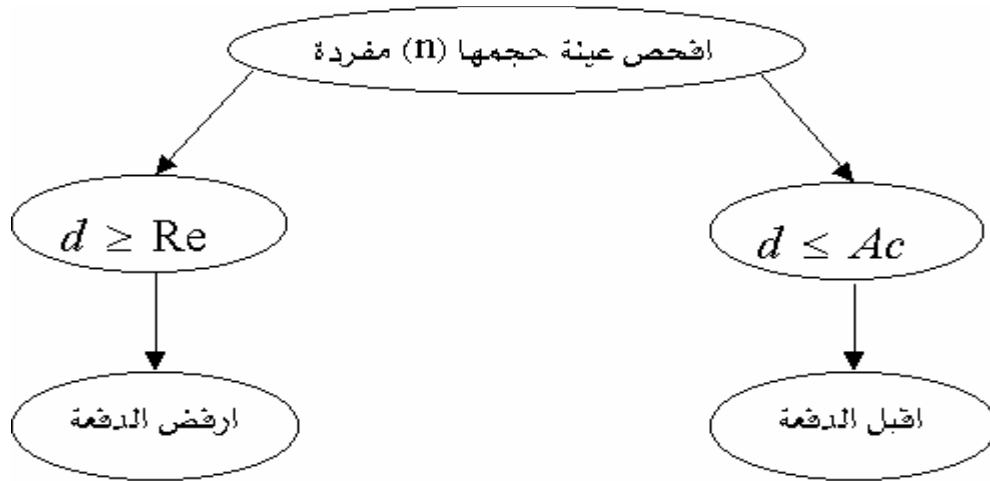 افحص عينة حجمها (n) مفردة
d ≤ Ac
d ≥ Re
اقبل الدفعة
ارفض الدفعة